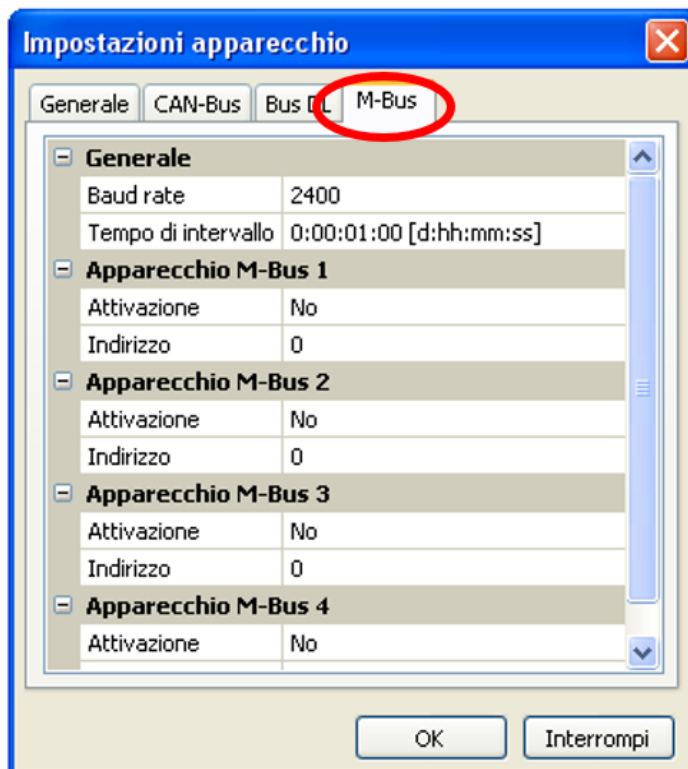 Impostazioni apparecchio
Generale CAN-Bus Bus DL M-Bus
Generale
Baud rate 2400
Tempo di intervallo 0:00:01:00 [d:hh:mm:ss]
Apparecchio M-Bus 1
Attivazione No
Indirizzo 0
Apparecchio M-Bus 2
Attivazione No
Indirizzo 0
Apparecchio M-Bus 3
Attivazione No
Indirizzo 0
Apparecchio M-Bus 4
Attivazione No
OK Interrompi